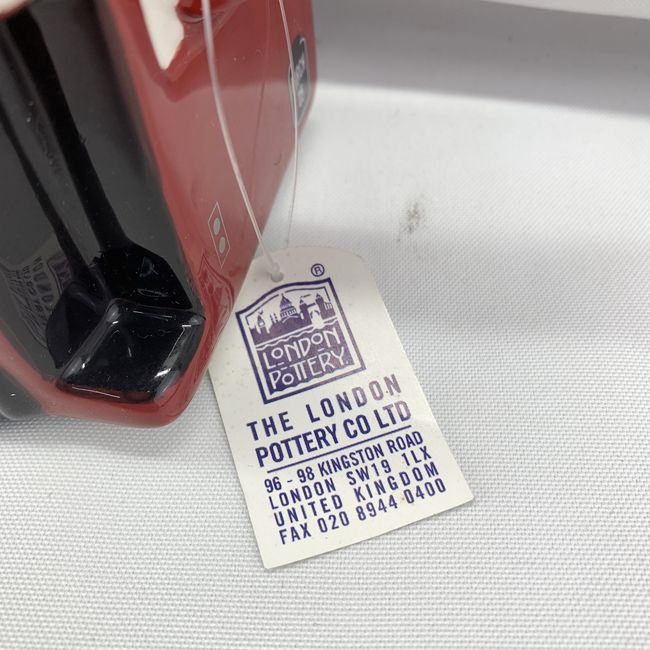 ®
LONDON
POTTERY
THE LONDON
POTTERY CO LTD
96 - 98 KINGSTON ROAD
LONDON SW19 1LX
UNITED KINGDOM
FAX 020 8944 0400